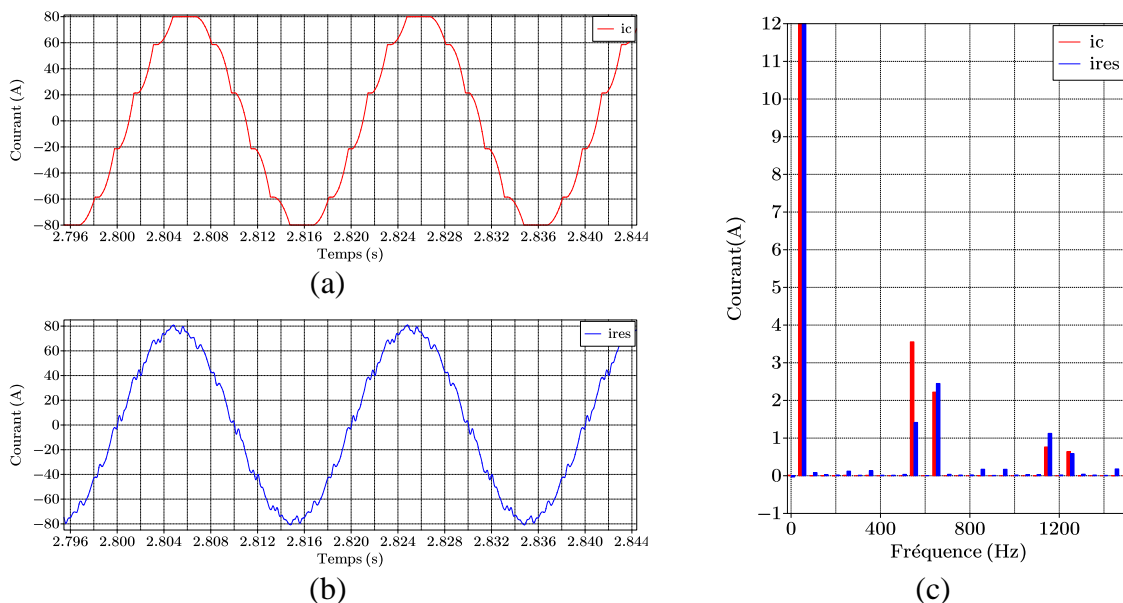 80
60
40
20
0
−20
−40
−60
−80
Courant (A)
ic
2.796 2.800 2.804 2.808 2.812 2.816 2.820 2.824 2.828 2.832 2.836 2.840 2.844
Temps (s)
(a)
80
60
40
20
0
−20
−40
−60
−80
Courant (A)
ires
2.796 2.800 2.804 2.808 2.812 2.816 2.820 2.824 2.828 2.832 2.836 2.840 2.844
Temps (s)
(b)
12
11
10
9
8
7
6
5
4
3
2
1
0
−1
Courant(A)
ic
ires
0 400 800 1200
Fréquence (Hz)
(c)